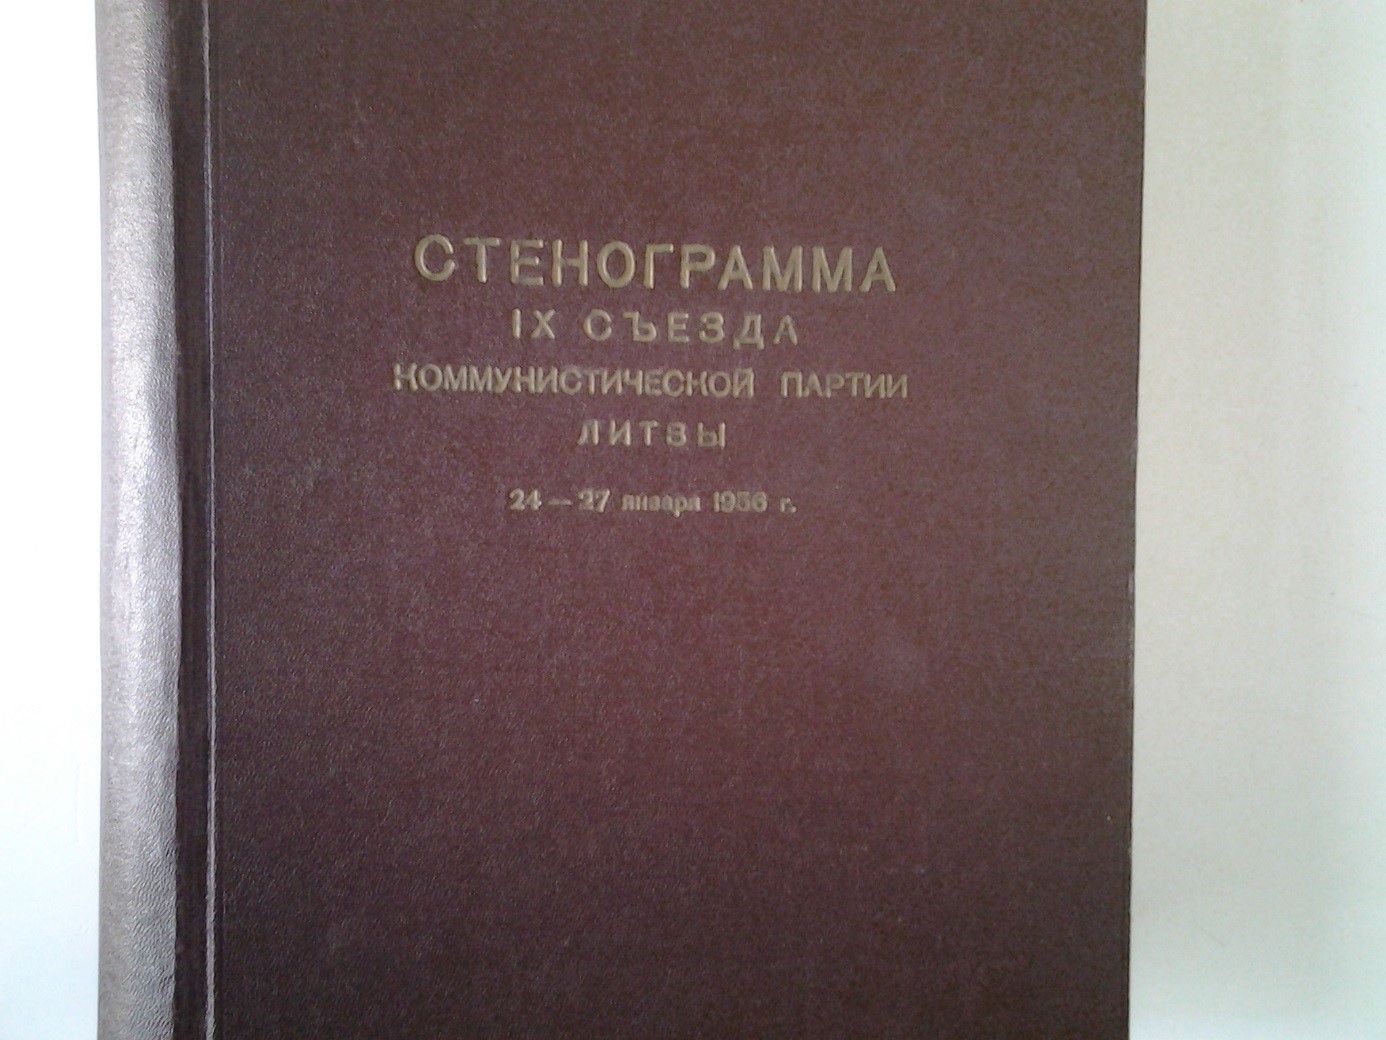 СТЕНОГРАММА
IX СЪЕЗДА
КОММУНИСТИЧЕСКОЙ ПАРТИИ
ЛИТВЫ
24 — 27 января 1956 г.